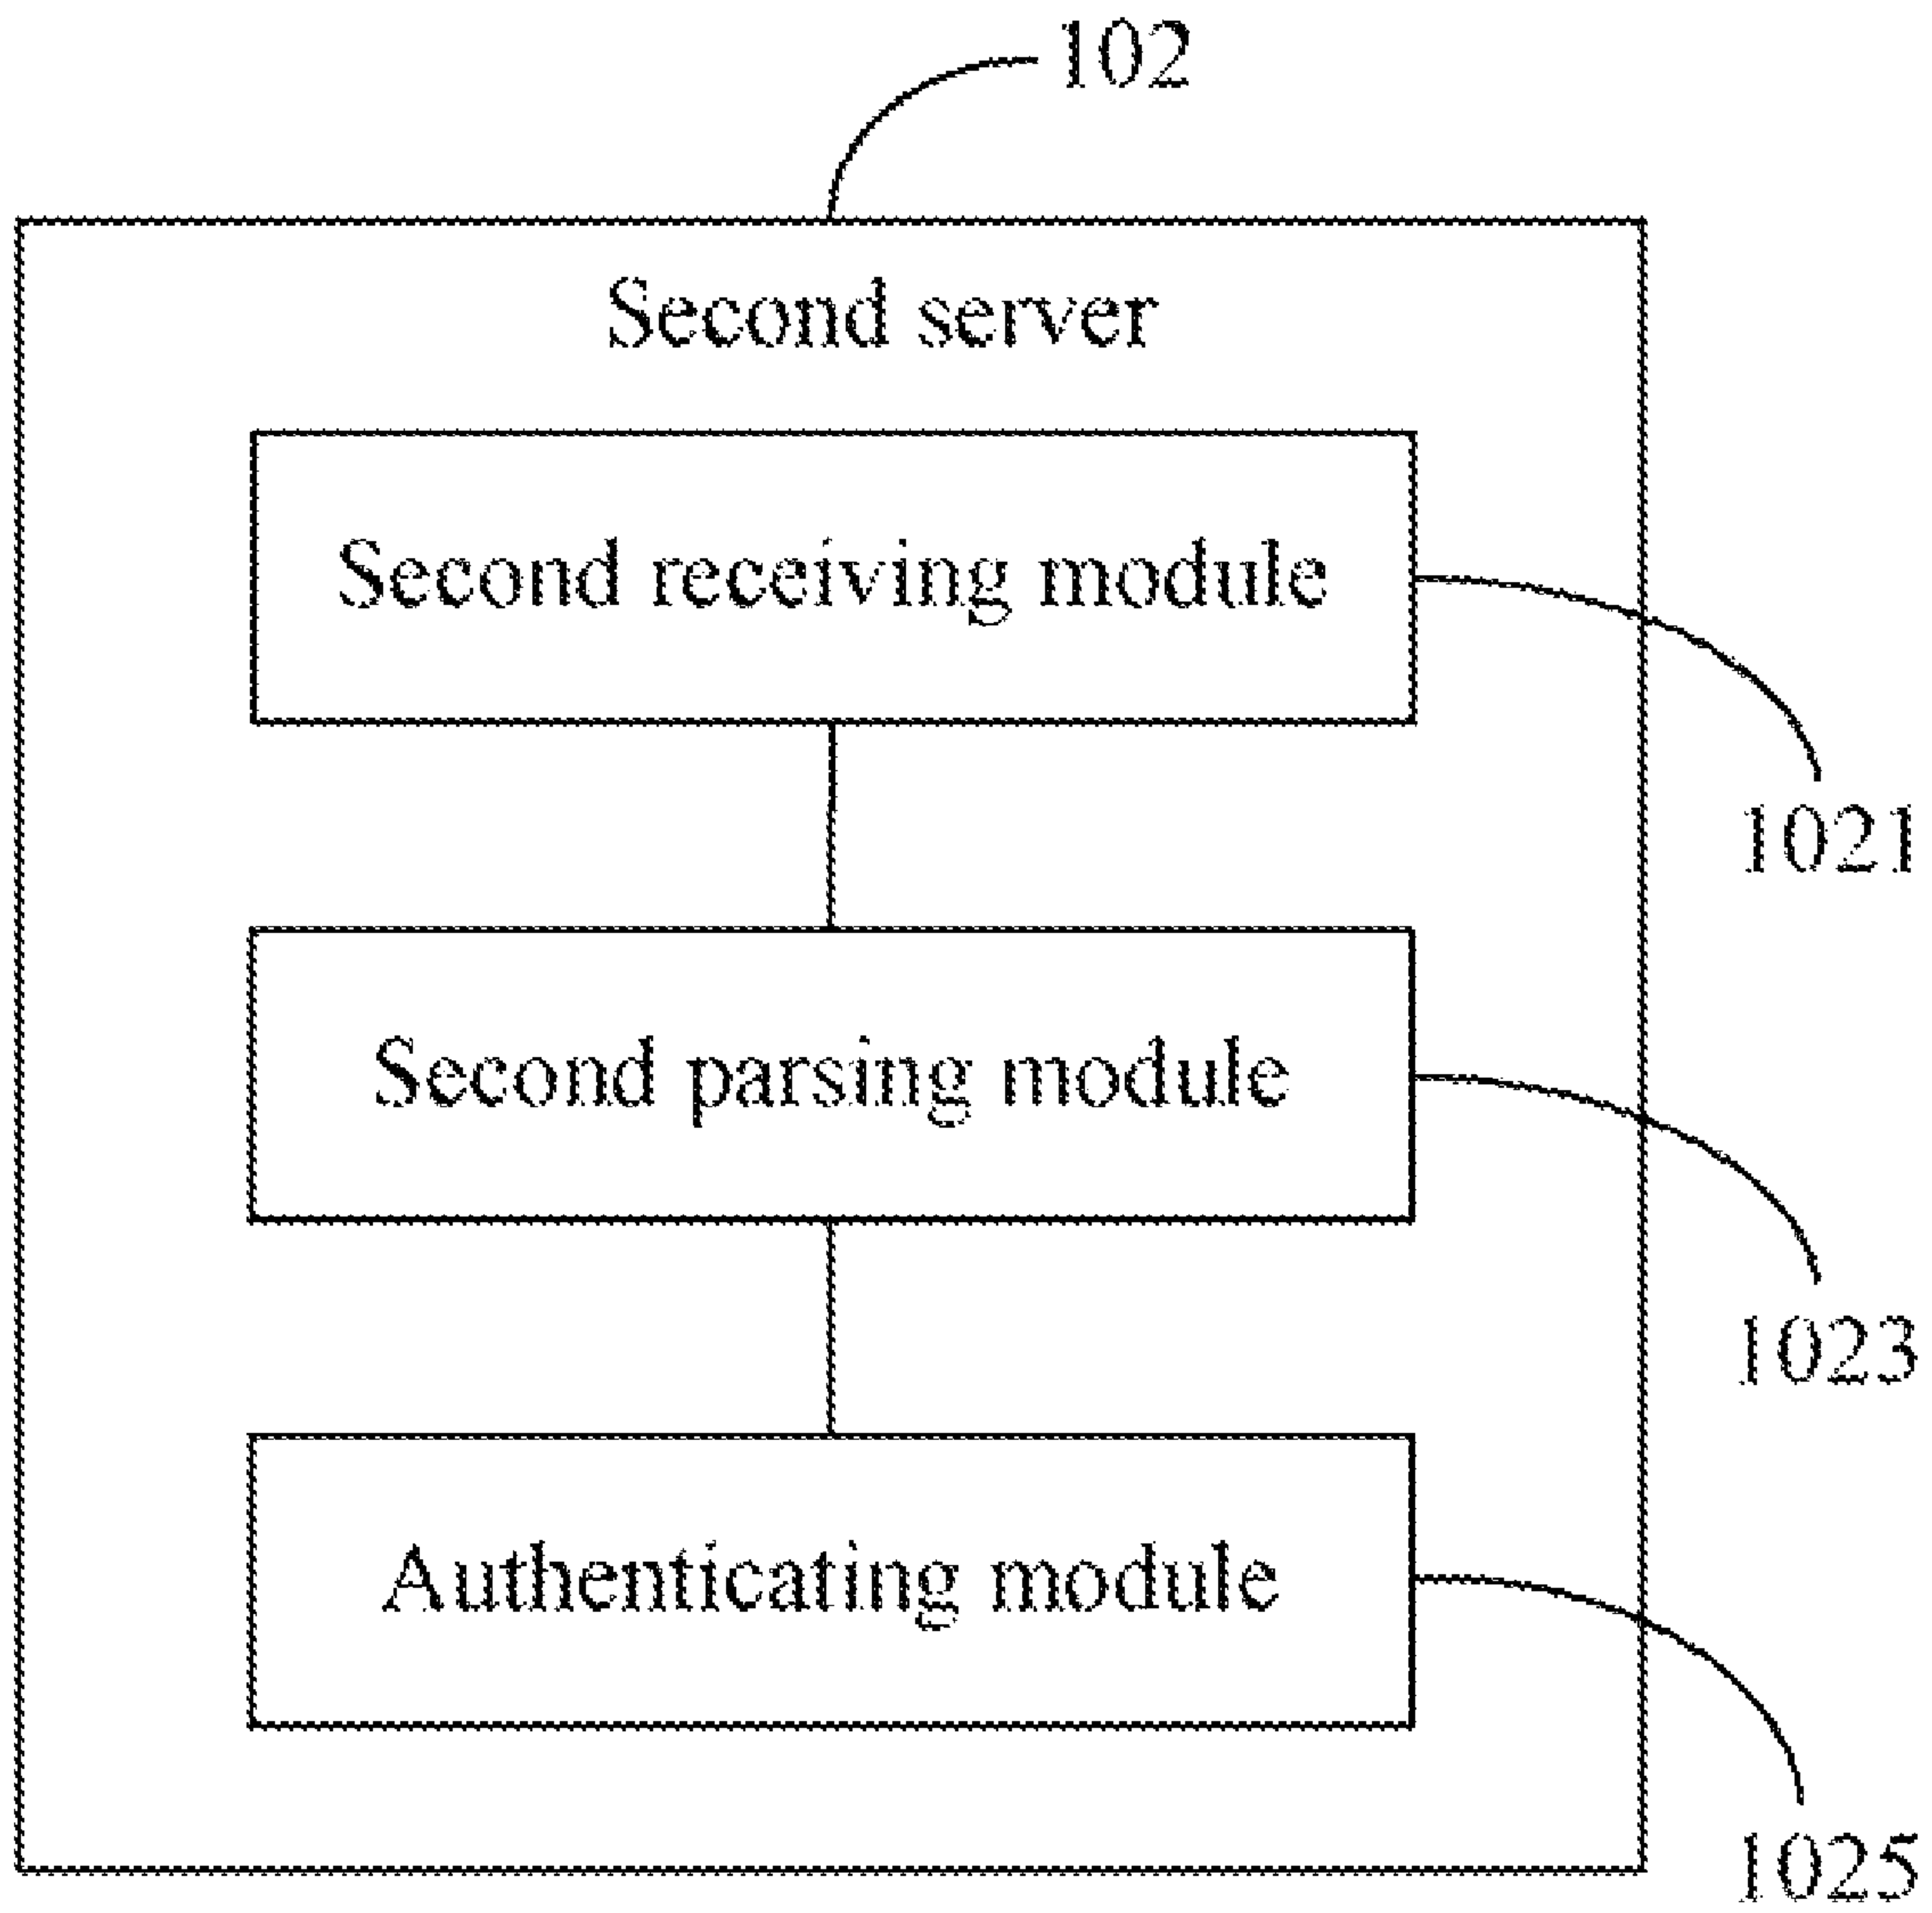 102
Second server
Second receiving module
1021
Second parsing module
1023
Authenticating module
1025